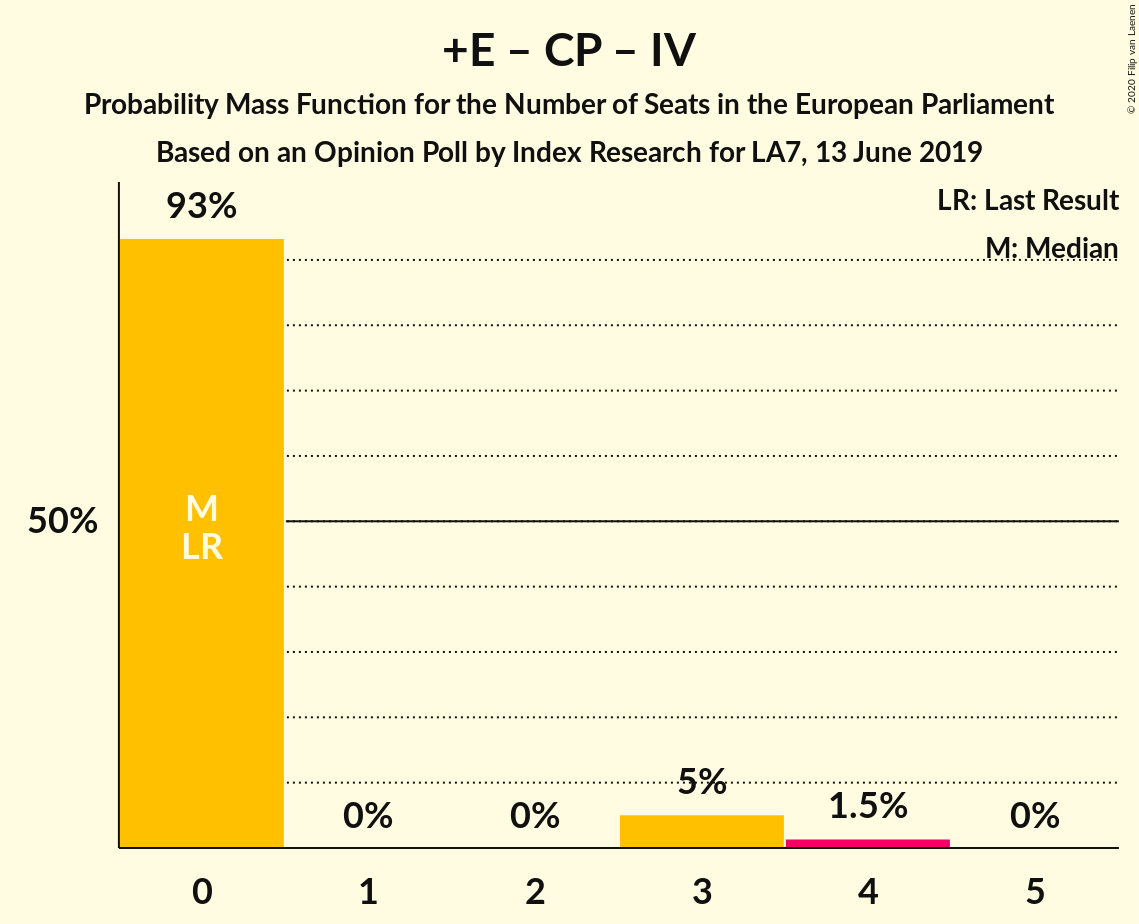 +E – CP – IV
Probability Mass Function for the Number of Seats in the European Parliament
Based on an Opinion Poll by Index Research for LA7, 13 June 2019
© 2020 Filip van Laenen
LR: Last Result
M: Median
93%
50%
M
LR
0%
0%
5%
1.5%
0%
0
1
2
3
4
5